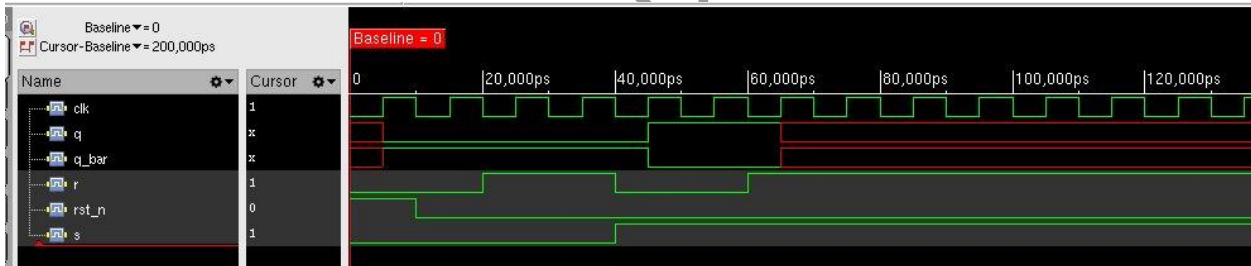 Baseline▼=0
Cursor-Baseline▼=200,000ps
Baseline = 0
Name Cursor 0 20,000ps 40,000ps 60,000ps 80,000ps 100,000ps 120,000ps
clk 1
q x
q_bar x
r 1
rst_n 0
s 1